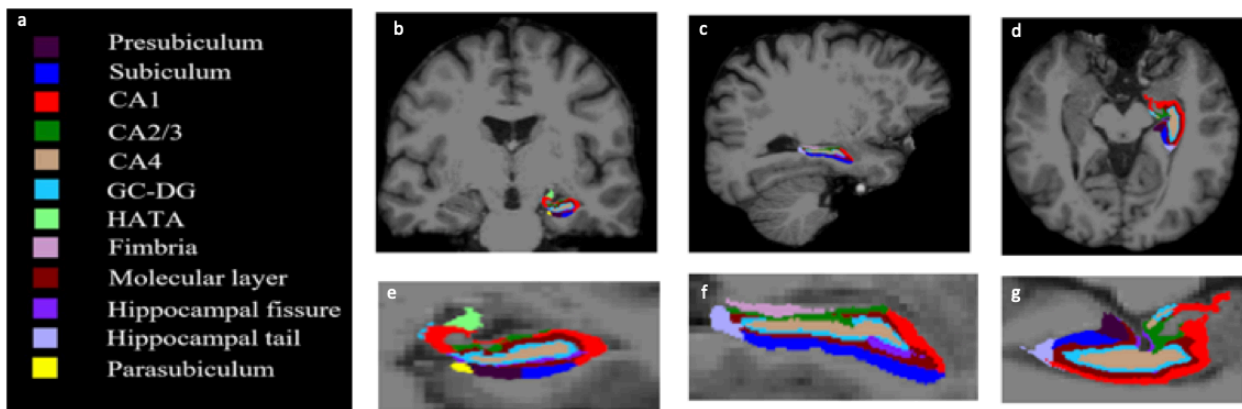 a
Presubiculum
Subiculum
CA1
CA2/3
CA4
GC-DG
HATA
Fimbria
Molecular layer
Hippocampal fissure
Hippocampal tail
Parasubiculum
b
c
d
e
f
g